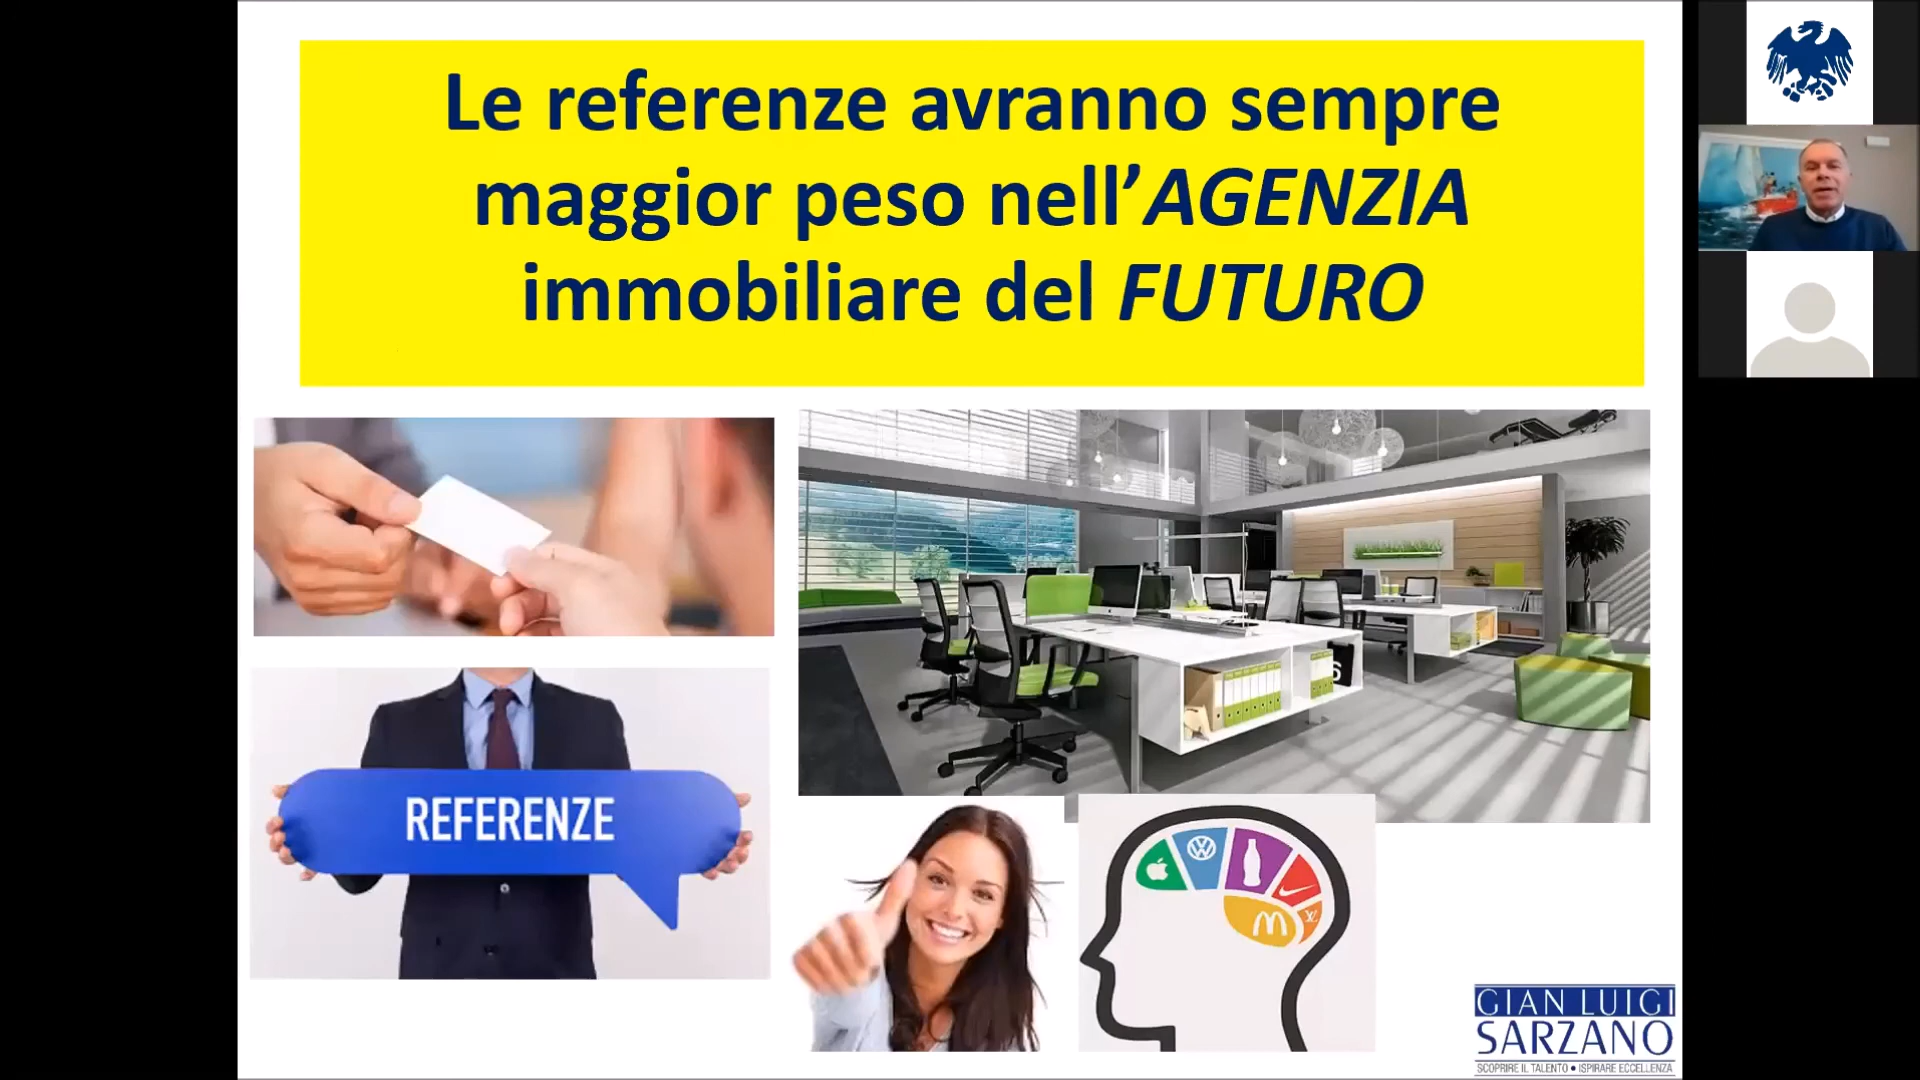 Le referenze avranno sempre
maggior peso nell'AGENZIA
immobiliare del FUTURO
REFERENZE
6
GIAN LUIGI
SARZANO
SCOPRIRE IL TALENTO • ISPIRARE ECCELLENZA